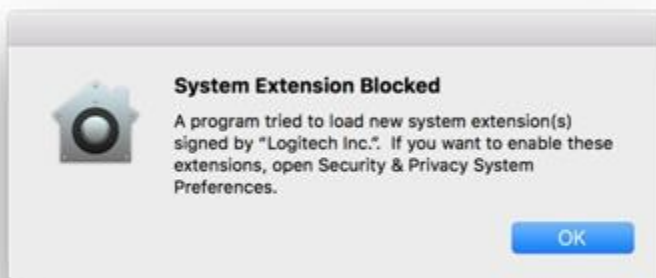 System Extension Blocked
A program tried to load new system extension(s)
signed by “Logitech Inc.”.  If you want to enable these
extensions, open Security & Privacy System
Preferences.
OK